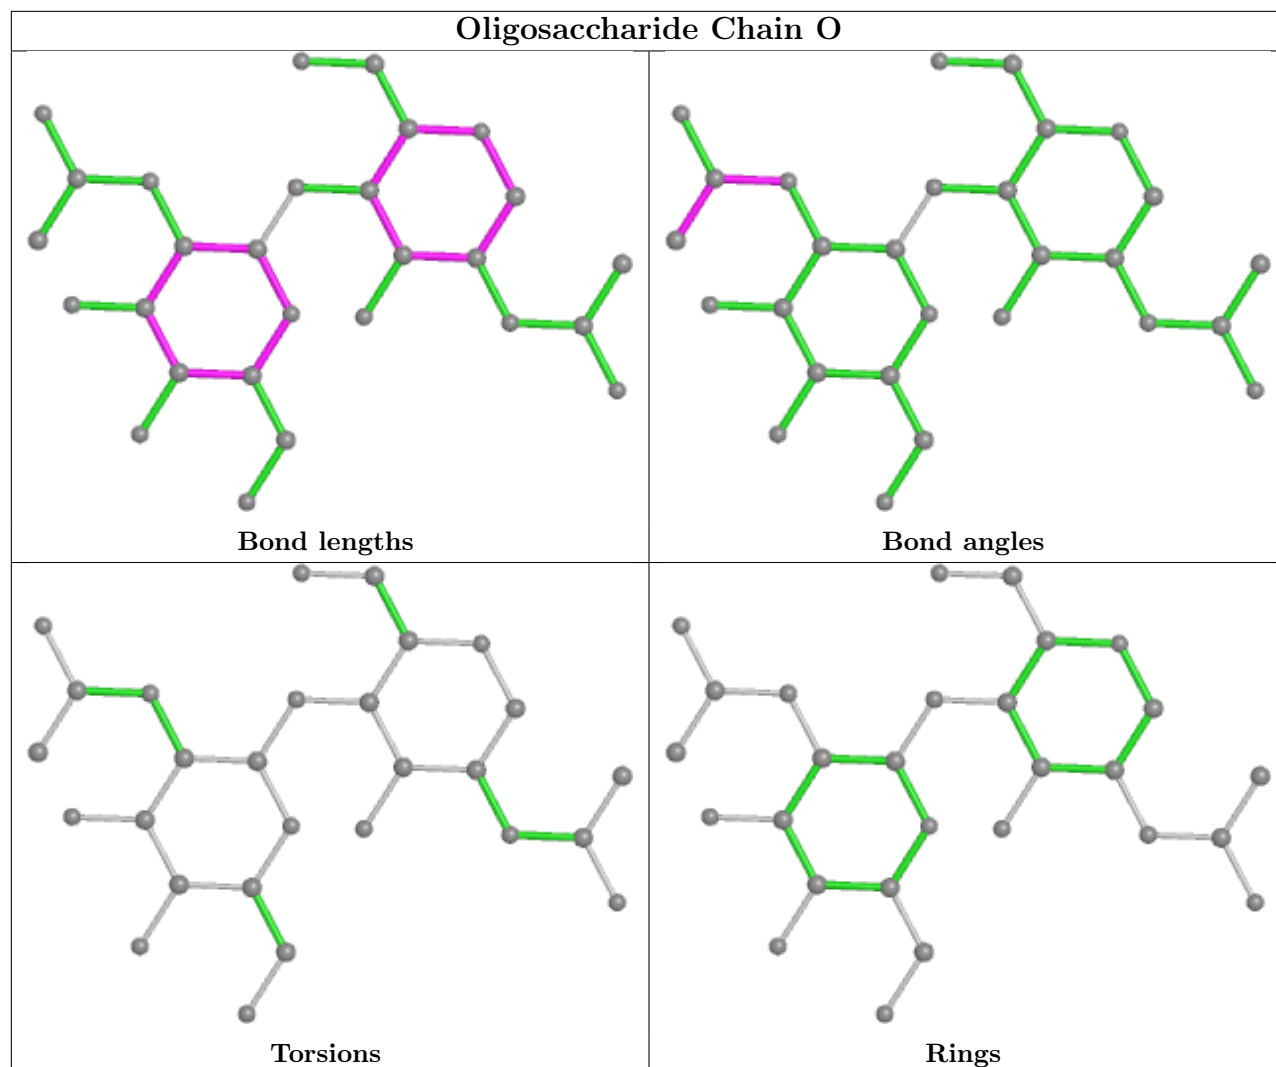 Oligosaccharide Chain O
Bond lengths
Bond angles
Torsions
Rings